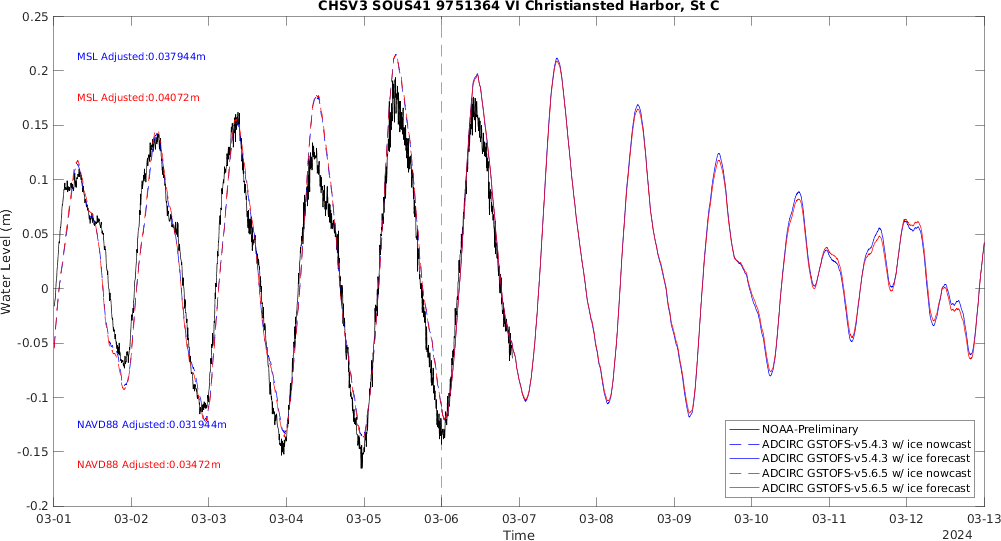 CHSV3 SOUS41 9751364 VI Christiansted Harbor, St C
0.25
0.2
0.15
0.1
0.05
0
-0.05
-0.1
-0.15
-0.2
Water Level (m)
MSL Adjusted:0.037944m
MSL Adjusted:0.04072m
NAVD88 Adjusted:0.031944m
NAVD88 Adjusted:0.03472m
NOAA-Preliminary
ADCIRC GSTOFS-v5.4.3 w/ ice nowcast
ADCIRC GSTOFS-v5.4.3 w/ ice forecast
ADCIRC GSTOFS-v5.6.5 w/ ice nowcast
ADCIRC GSTOFS-v5.6.5 w/ ice forecast
03-01 03-02 03-03 03-04 03-05 03-06 03-07 03-08 03-09 03-10 03-11 03-12 03-13
Time
2024